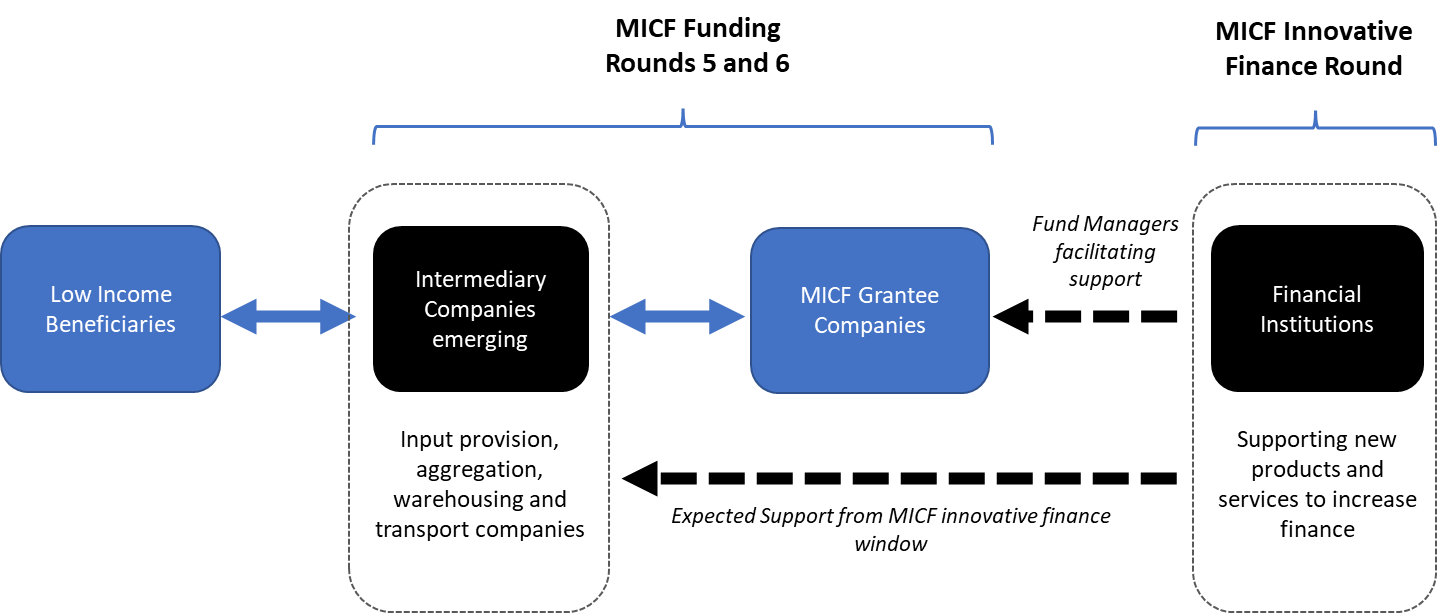 MICF Funding
Rounds 5 and 6
MICF Innovative
Finance Round
Low Income
Beneficiaries
Intermediary
Companies
emerging
MICF Grantee
Companies
Fund Managers
facilitating
support
Financial
Institutions
Input provision,
aggregation,
warehousing and
transport companies
Expected Support from MICF innovative finance
window
Supporting new
products and
services to increase
finance